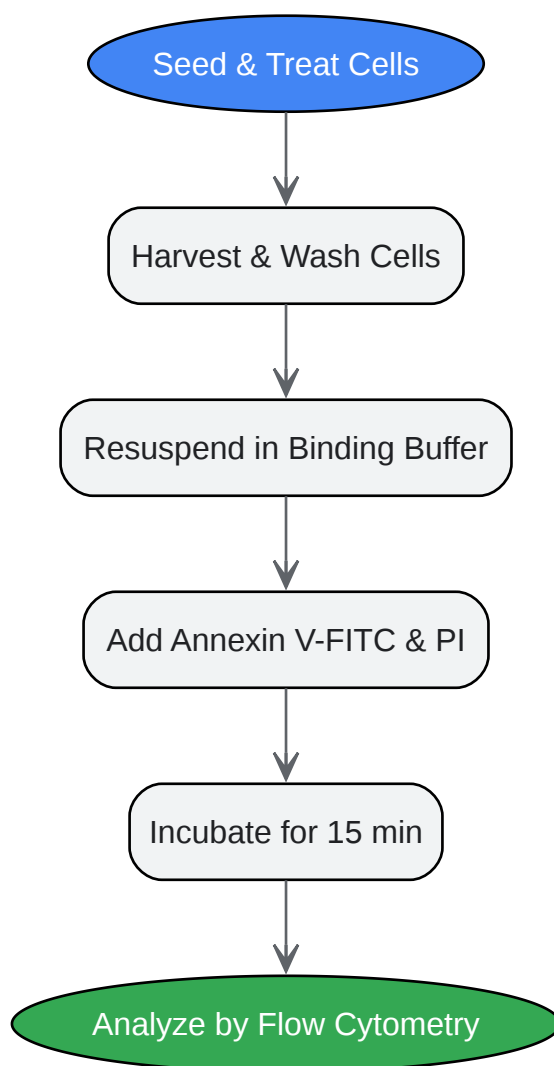 Seed & Treat Cells
Harvest & Wash Cells
Resuspend in Binding Buffer
Add Annexin V-FITC & PI
Incubate for 15 min
Analyze by Flow Cytometry